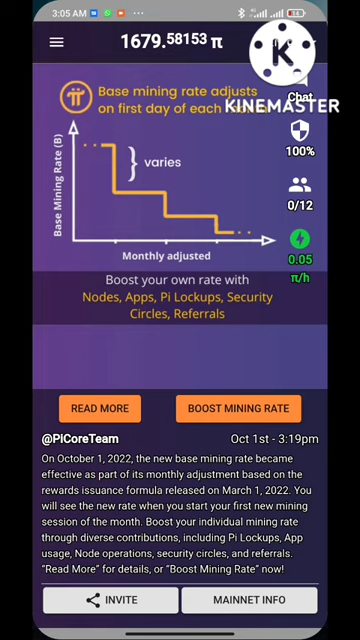 3:05 AM
1679.58153 π
Base mining rate adjusts
on first day of each
KINEMASTER
Chat
100%
0/12
0.05
π/h
Base Mining Rate (B)
varies
Monthly adjusted
Boost your own rate with
Nodes, Apps, Pi Lockups, Security
Circles, Referrals
READ MORE
BOOST MINING RATE
@PiCoreTeam
Oct 1st - 3:19pm
On October 1, 2022, the new base mining rate became
effective as part of its monthly adjustment based on the
rewards issuance formula released on March 1, 2022. You
will see the new rate when you start your first new mining
session of the month. Boost your individual mining rate
through diverse contributions, including Pi Lockups, App
usage, Node operations, security circles, and referrals.
“Read More” for details, or “Boost Mining Rate” now!
INVITE
MAINNET INFO